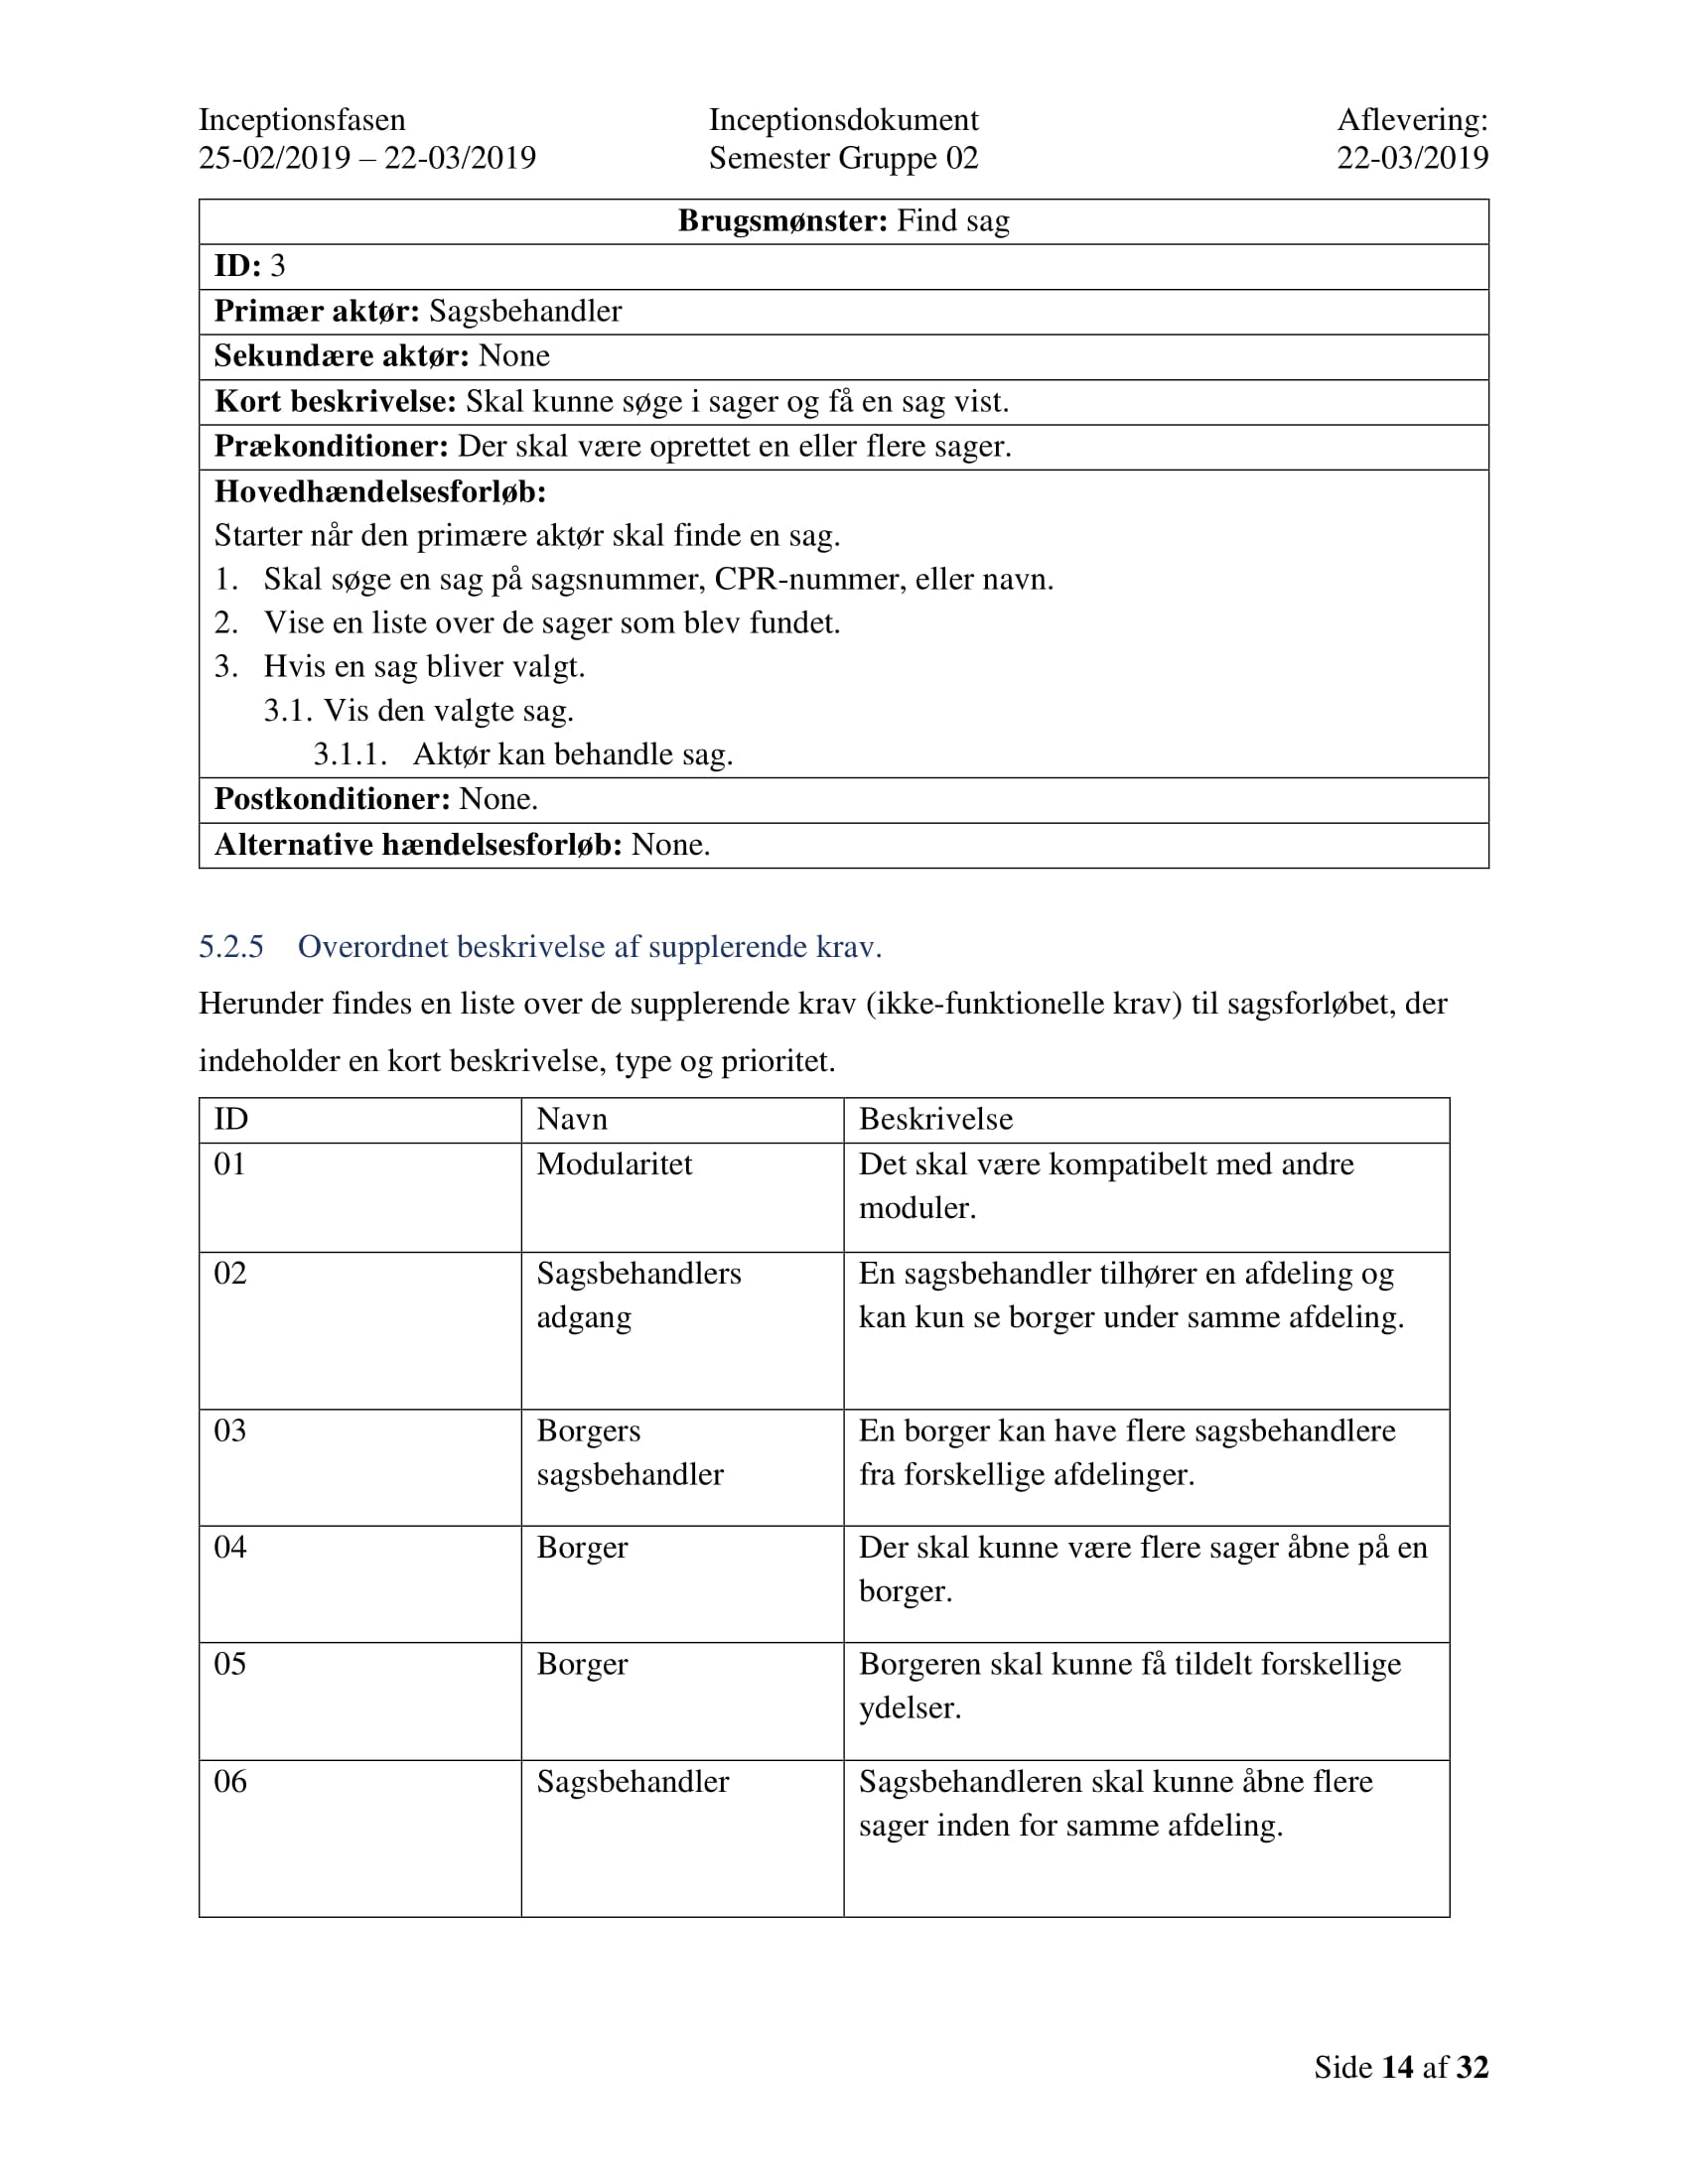 Inceptionsfasen Inceptionsdokument Aflevering:
25-02/2019 – 22-03/2019 Semester Gruppe 02 22-03/2019
Brugsmønster: Find sag
ID: 3
Primær aktør: Sagsbehandler
Sekundære aktør: None
Kort beskrivelse: Skal kunne søge i sager og få en sag vist.
Prækonditioner: Der skal være oprettet en eller flere sager.
Hovedhændelsesforløb:
Starter når den primære aktør skal finde en sag.
1. Skal søge en sag på sagsnummer, CPR-nummer, eller navn.
2. Vise en liste over de sager som blev fundet.
3. Hvis en sag bliver valgt.
3.1. Vis den valgte sag.
3.1.1. Aktør kan behandle sag.
Postkonditioner: None.
Alternative hændelsesforløb: None.
5.2.5 Overordnet beskrivelse af supplerende krav.
Herunder findes en liste over de supplerende krav (ikke-funktionelle krav) til sagsforløbet, der
indeholder en kort beskrivelse, type og prioritet.
ID Navn Beskrivelse
01 Modularitet Det skal være kompatibelt med andre
moduler.
02 Sagsbehandlers En sagsbehandler tilhører en afdeling og
adgang kan kun se borger under samme afdeling.
03 Borgers En borger kan have flere sagsbehandlere
sagsbehandler fra forskellige afdelinger.
04 Borger Der skal kunne være flere sager åbne på en
borger.
05 Borger Borgeren skal kunne få tildelt forskellige
ydelser.
06 Sagsbehandler Sagsbehandleren skal kunne åbne flere
sager inden for samme afdeling.
Side 14 af 32